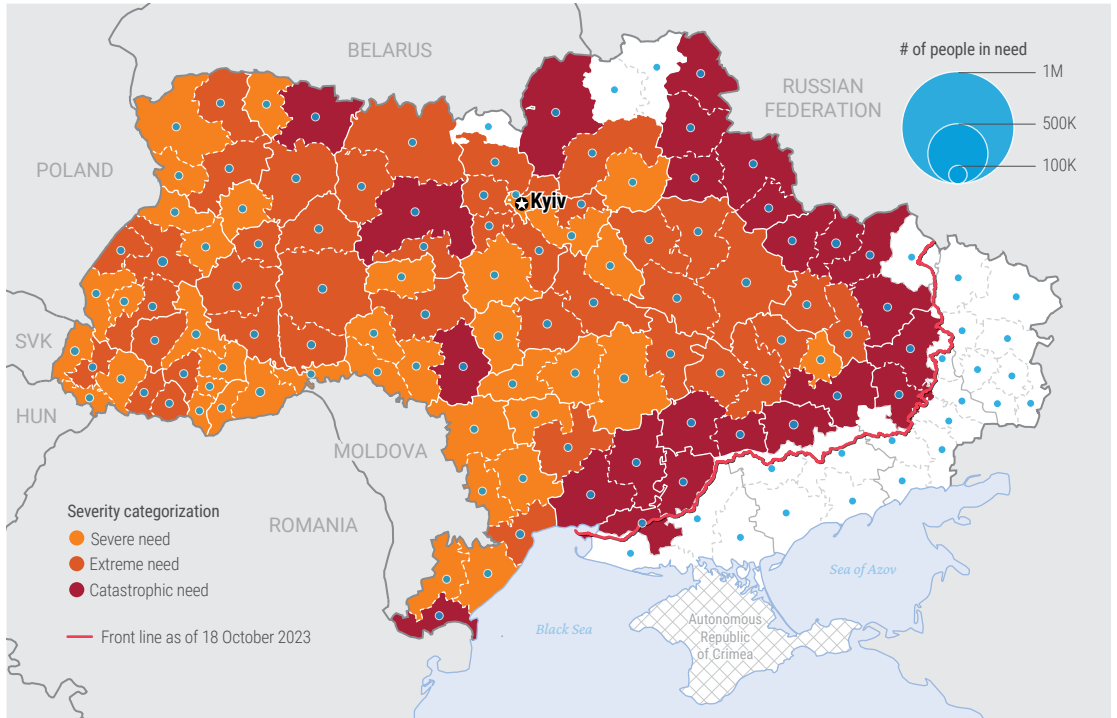 BELARUS
# of people in need
1M
500K
100K
RUSSIAN
FEDERATION
POLAND
Kyiv
SVK
HUN
MOLDOVA
ROMANIA
Severity categorization
Severe need
Extreme need
Catastrophic need
Front line as of 18 October 2023
Sea of Azov
Black Sea
Autonomous
Republic
of Crimea